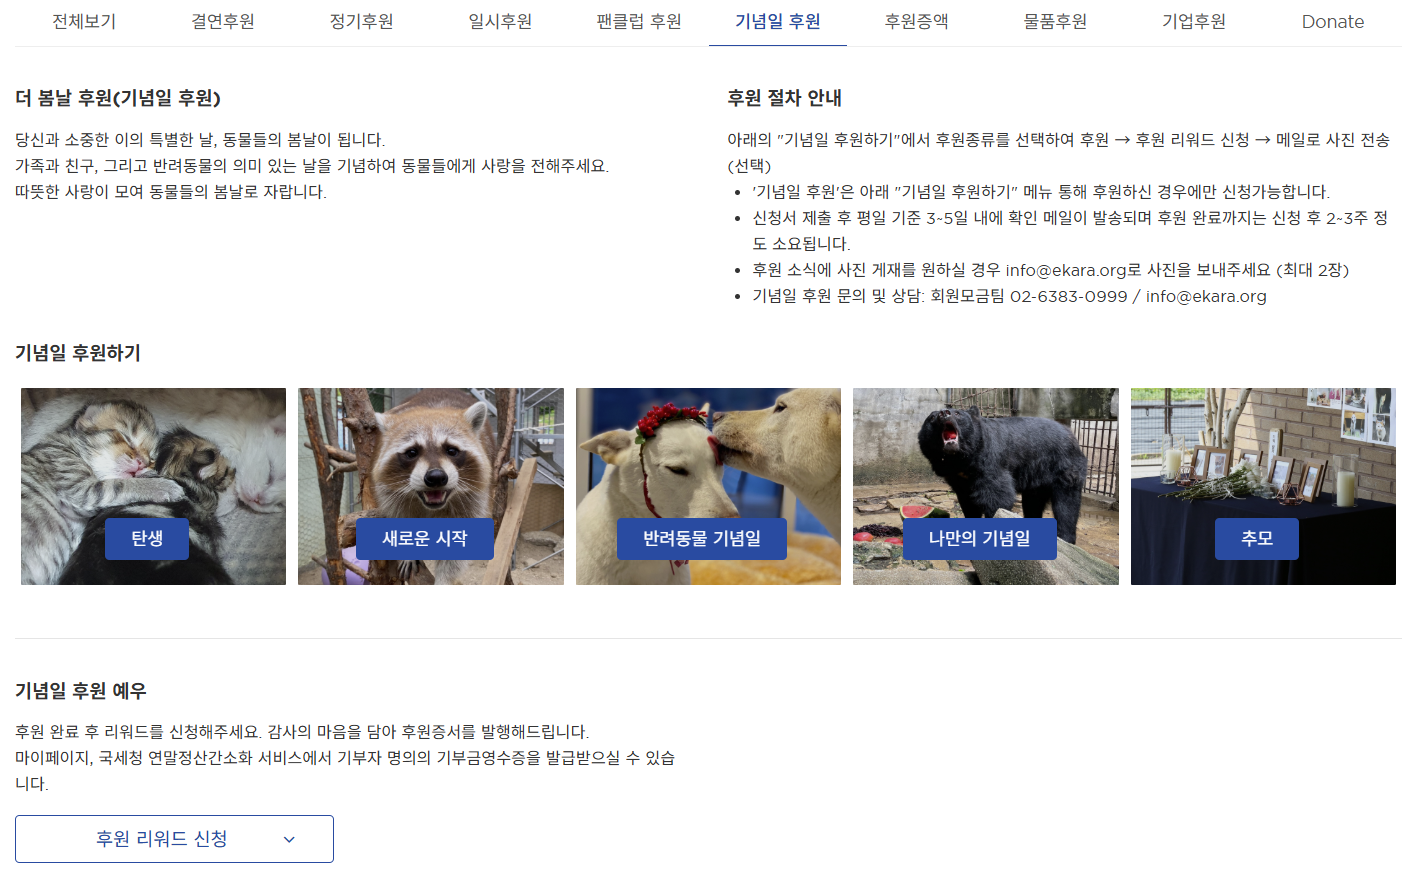 전체보기
결연후원
정기후원
일시후원
팬클럽 후원
기념일 후원
후원증액
물품후원
기업후원
Donate
더 봄날 후원(기념일 후원)
당신과 소중한 이의 특별한 날, 동물들의 봄날이 됩니다.
가족과 친구, 그리고 반려동물의 의미 있는 날을 기념하여 동물들에게 사랑을 전해주세요.
따뜻한 사랑이 모여 동물들의 봄날로 자랍니다.
후원 절차 안내
아래의 "기념일 후원하기"에서 후원종류를 선택하여 후원 → 후원 리워드 신청 → 메일로 사진 전송
(선택)
• '기념일 후원'은 아래 "기념일 후원하기" 메뉴 통해 후원하신 경우에만 신청가능합니다.
• 신청서 제출 후 평일 기준 3~5일 내에 확인 메일이 발송되며 후원 완료까지는 신청 후 2~3주 정
도 소요됩니다.
• 후원 소식에 사진 게재를 원하실 경우 info@ekara.org로 사진을 보내주세요 (최대 2장)
• 기념일 후원 문의 및 상담: 회원모금팀 02-6383-0999 / info@ekara.org
기념일 후원하기
탄생
새로운 시작
반려동물 기념일
나만의 기념일
추모
기념일 후원 예우
후원 완료 후 리워드를 신청해주세요. 감사의 마음을 담아 후원증서를 발행해드립니다.
마이페이지, 국세청 연말정산간소화 서비스에서 기부자 명의의 기부금영수증을 발급받으실 수 있습
니다.
후원 리워드 신청